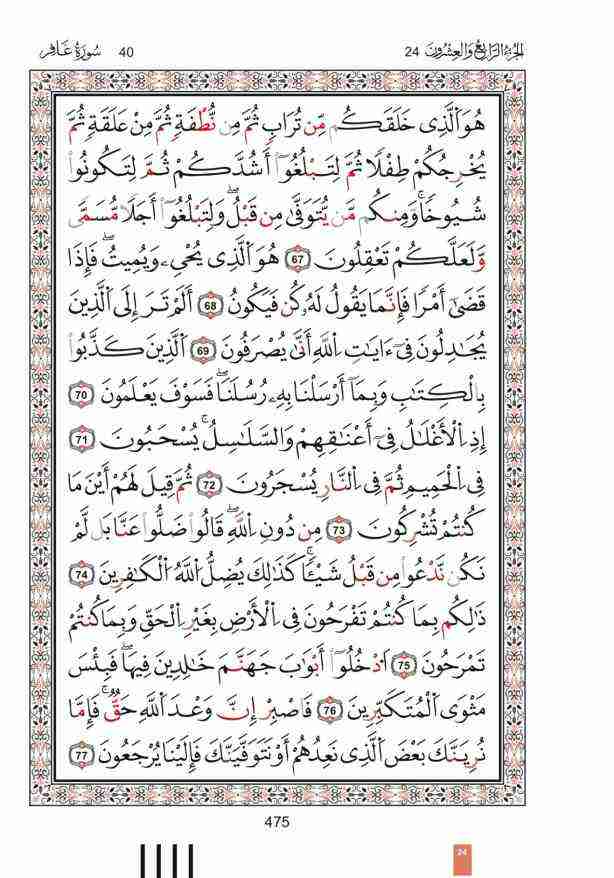 الجزء الرابع والعشرون 24
40 سورة غافر
هُوَ ٱلَّذِى خَلَقَكُم مِّن تُرَابٍ ثُمَّ مِن نُّطْفَةٍ ثُمَّ مِنْ عَلَقَةٍ ثُمَّ
يُخْرِجُكُمْ طِفْلًا ثُمَّ لِتَبْلُغُوٓا۟ أَشُدَّكُمْ ثُمَّ لِتَكُونُوا۟
شُيُوخًا ۚ وَمِنكُم مَّن يُتَوَفَّىٰ مِن قَبْلُ ۖ وَلِتَبْلُغُوٓا۟ أَجَلًا مُّسَمًّى
وَلَعَلَّكُمْ تَعْقِلُونَ 67 هُوَ ٱلَّذِى يُحْىِۦ وَيُمِيتُ ۖ فَإِذَا
قَضَىٰٓ أَمْرًا فَإِنَّمَا يَقُولُ لَهُۥ كُن فَيَكُونُ 68 أَلَمْ تَرَ إِلَى ٱلَّذِينَ
يُجَـٰدِلُونَ فِىٓ ءَايَـٰتِ ٱللَّهِ أَنَّىٰ يُصْرَفُونَ 69 ٱلَّذِينَ كَذَّبُوا۟
بِٱلْكِتَـٰبِ وَبِمَآ أَرْسَلْنَا بِهِۦ رُسُلَنَا ۖ فَسَوْفَ يَعْلَمُونَ 70
إِذِ ٱلْأَغْلَـٰلُ فِىٓ أَعْنَـٰقِهِمْ وَٱلسَّلَـٰسِلُ يُسْحَبُونَ 71
فِى ٱلْحَمِيمِ ثُمَّ فِى ٱلنَّارِ يُسْجَرُونَ 72 ثُمَّ قِيلَ لَهُمْ أَيْنَ مَا
كُنتُمْ تُشْرِكُونَ 73 مِن دُونِ ٱللَّهِ ۖ قَالُوا۟ ضَلُّوا۟ عَنَّا بَل لَّمْ
نَكُن نَّدْعُوا۟ مِن قَبْلُ شَيْـًٔا ۚ كَذَٰلِكَ يُضِلُّ ٱللَّهُ ٱلْكَـٰفِرِينَ 74
ذَٰلِكُم بِمَا كُنتُمْ تَفْرَحُونَ فِى ٱلْأَرْضِ بِغَيْرِ ٱلْحَقِّ وَبِمَا كُنتُمْ
تَمْرَحُونَ 75 ٱدْخُلُوٓا۟ أَبْوَٰبَ جَهَنَّمَ خَـٰلِدِينَ فِيهَا ۖ فَبِئْسَ
مَثْوَى ٱلْمُتَكَبِّرِينَ 76 فَٱصْبِرْ إِنَّ وَعْدَ ٱللَّهِ حَقٌّ ۚ فَإِمَّا
نُرِيَنَّكَ بَعْضَ ٱلَّذِى نَعِدُهُمْ أَوْ نَتَوَفَّيَنَّكَ فَإِلَيْنَا يُرْجَعُونَ 77
475
24